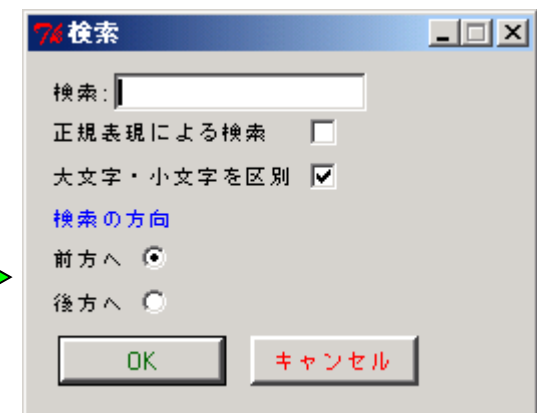 検索
検索:
正規表現による検索
大文字・小文字を区別
検索の方向
前方へ
後方へ
OK キャンセル